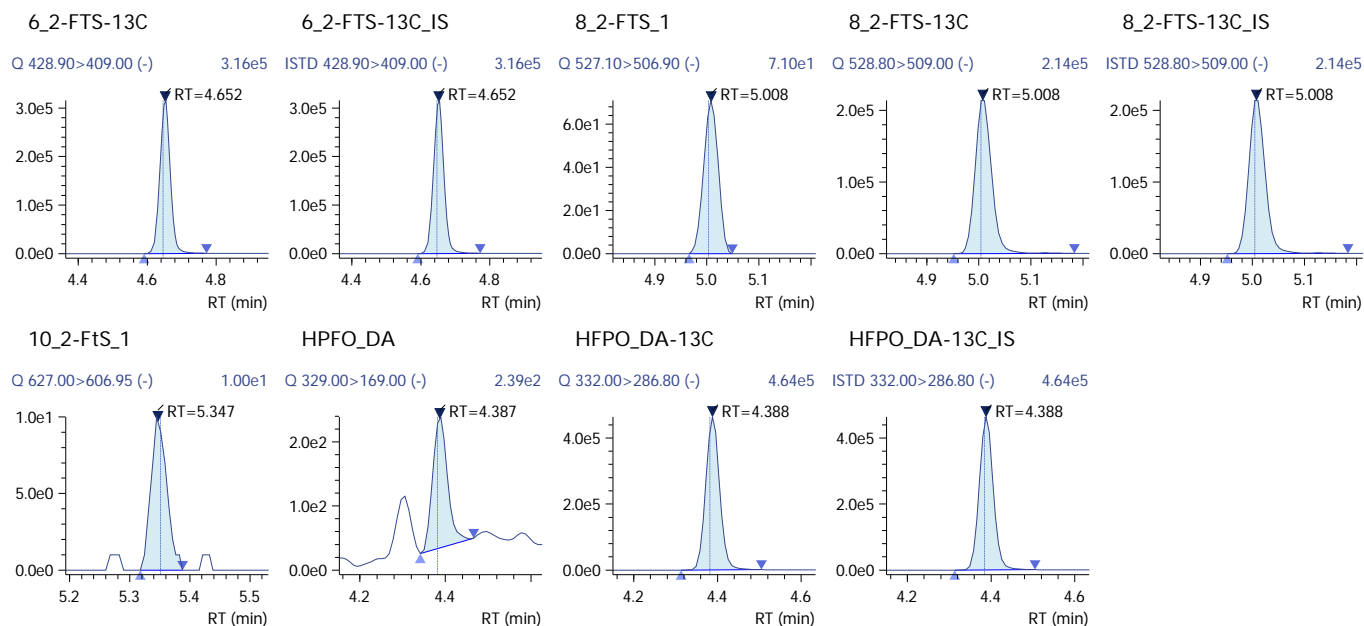 6_2-FTS-13C
Q 428.90>409.00 (-) 3.16e5
RT=4.652
3.0e5
2.0e5
1.0e5
0.0e0
4.4 4.6 4.8
RT (min)
6_2-FTS-13C_IS
ISTD 428.90>409.00 (-) 3.16e5
RT=4.652
3.0e5
2.0e5
1.0e5
0.0e0
4.4 4.6 4.8
RT (min)
8_2-FTS_1
Q 527.10>506.90 (-) 7.10e1
RT=5.008
6.0e1
4.0e1
2.0e1
0.0e0
4.9 5.0 5.1
RT (min)
8_2-FTS-13C
Q 528.80>509.00 (-) 2.14e5
RT=5.008
2.0e5
1.0e5
0.0e0
4.9 5.0 5.1
RT (min)
8_2-FTS-13C_IS
ISTD 528.80>509.00 (-) 2.14e5
RT=5.008
2.0e5
1.0e5
0.0e0
4.9 5.0 5.1
RT (min)
10_2-FtS_1
Q 627.00>606.95 (-) 1.00e1
RT=5.347
1.0e1
5.0e0
0.0e0
5.2 5.3 5.4 5.5
RT (min)
HPFO_DA
Q 329.00>169.00 (-) 2.39e2
RT=4.387
2.0e2
1.0e2
0.0e0
4.2 4.4
RT (min)
HFPO_DA-13C
Q 332.00>286.80 (-) 4.64e5
RT=4.388
4.0e5
2.0e5
0.0e0
4.2 4.4 4.6
RT (min)
HFPO_DA-13C_IS
ISTD 332.00>286.80 (-) 4.64e5
RT=4.388
4.0e5
2.0e5
0.0e0
4.2 4.4 4.6
RT (min)